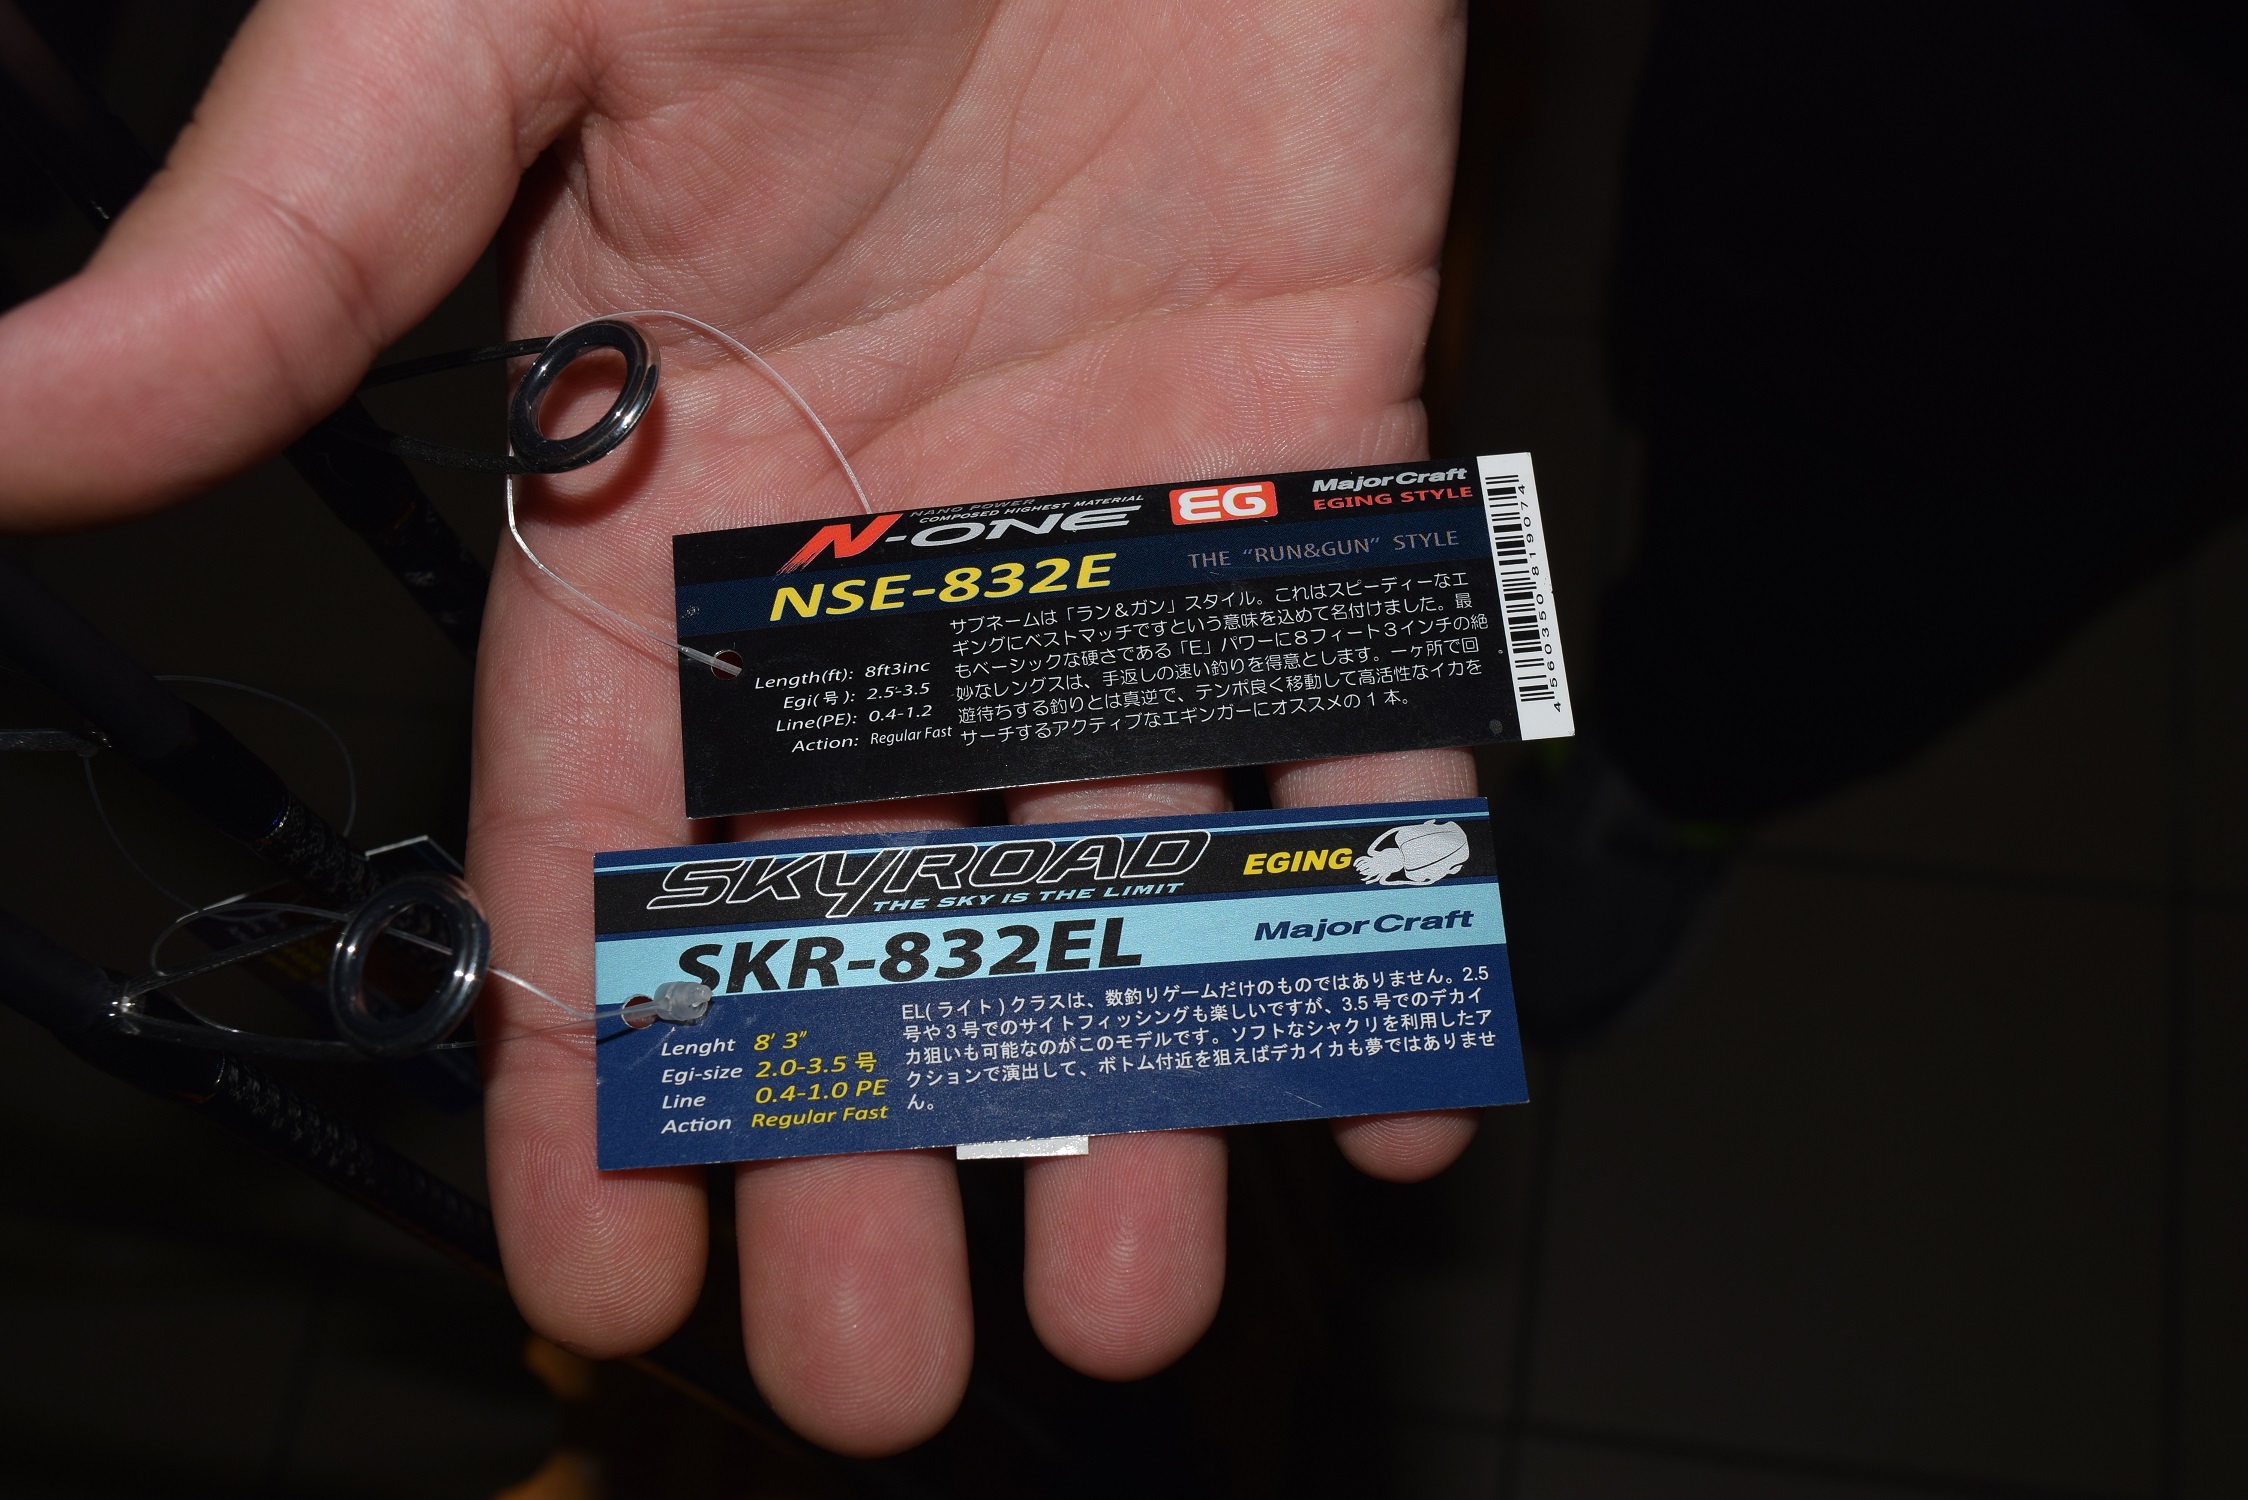 NANO POWER
COMPOSED HIGHEST MATERIAL
N-ONE
EG
MajorCraft
EGING STYLE
NSE-832E
THE "RUN&GUN" STYLE
サブネームは「ラン&ガン」スタイル。これはスピーディーなエ
ギングにベストマッチですという意味を込めて名付けました。最
もベーシックな硬さである「E」パワーに8フィート3インチの絶
妙なレングスは、手返しの速い釣りを得意とします。一ヶ所で回
遊待ちする釣りとは真逆で、テンポ良く移動して高活性なイカを
サーチするアクティブなエギンガーにオススメの1本。
Length(ft): 8ft3inc
Egi(号): 2.5-3.5
Line(PE): 0.4-1.2
Action: Regular Fast
4560350819074
SKYROAD
THE SKY IS THE LIMIT
EGING
SKR-832EL
MajorCraft
Lenght 8' 3"
Egi-size 2.0-3.5 号
Line 0.4-1.0 PE
Action Regular Fast
EL(ライト)クラスは、数釣りゲームだけのものではありません。2.5
号や3号でのサイトフィッシングも楽しいですが、3.5号でのデカイ
カ狙いも可能なのがこのモデルです。ソフトなシャクリを利用したア
クションで演出して、ボトム付近を狙えばデカイカも夢ではありませ
ん。